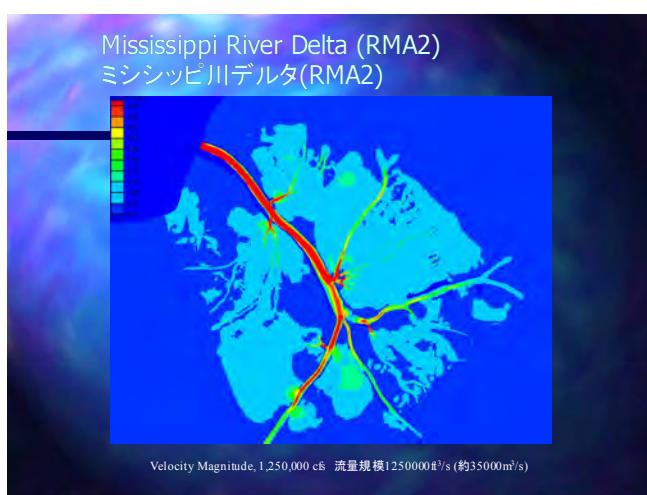 Mississippi River Delta (RMA2)
ミシシッピ川デルタ(RMA2)
Velocity Magnitude, 1,250,000 cfs 流量規模1250000ft³/s (約35000m³/s)